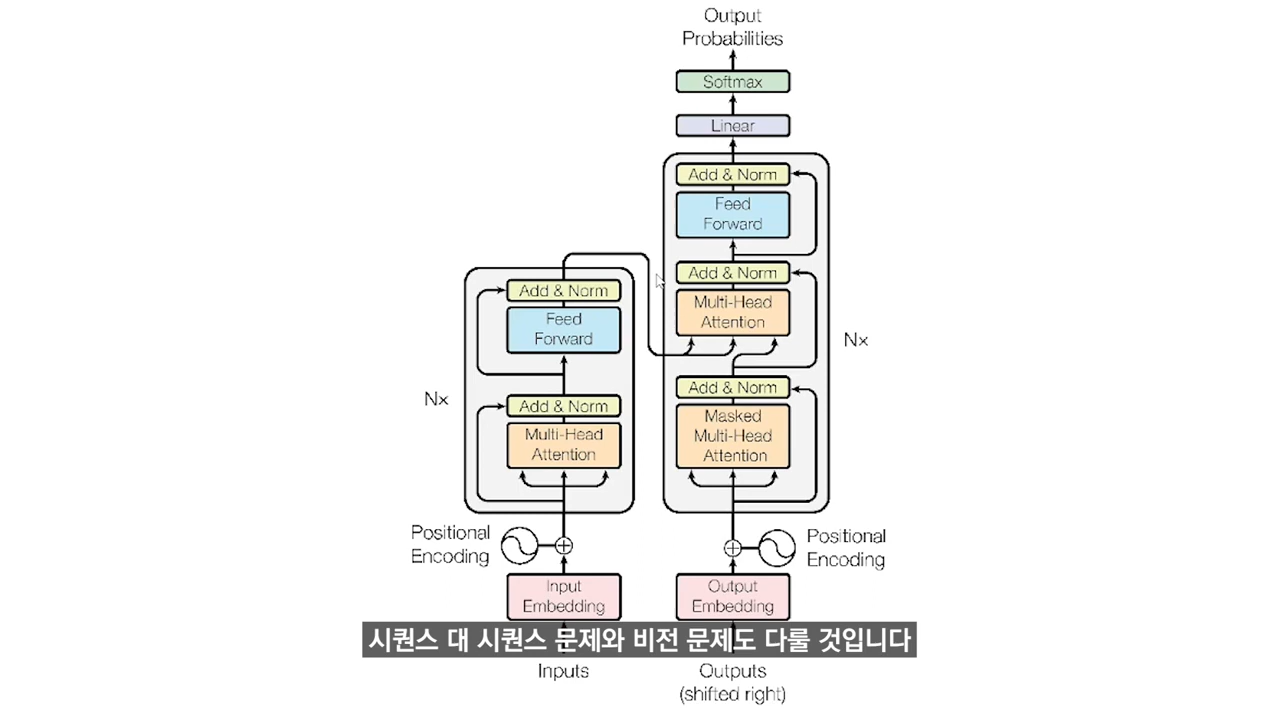 Output
Probabilities
Softmax
Linear
Add & Norm
Feed
Forward
Add & Norm
Multi-Head
Attention
Nx
Add & Norm
Masked
Multi-Head
Attention
Add & Norm
Feed
Forward
Nx
Add & Norm
Multi-Head
Attention
Positional
Encoding
Positional
Encoding
Input
Embedding
Output
Embedding
시퀀스 대 시퀀스 문제와 비전 문제도 다룰 것입니다
Inputs
Outputs
(shifted right)